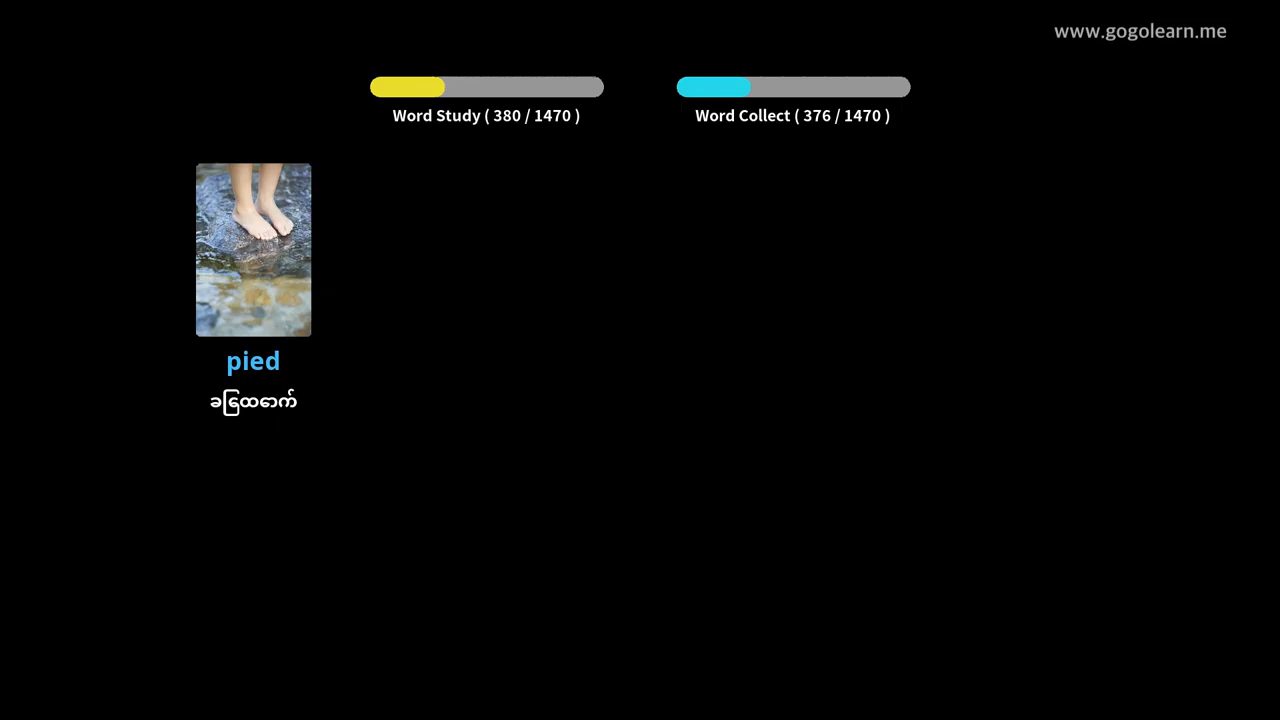 www.gogolearn.me
Word Study ( 380 / 1470 )
Word Collect ( 376 / 1470 )
pied
ခြေထောက်